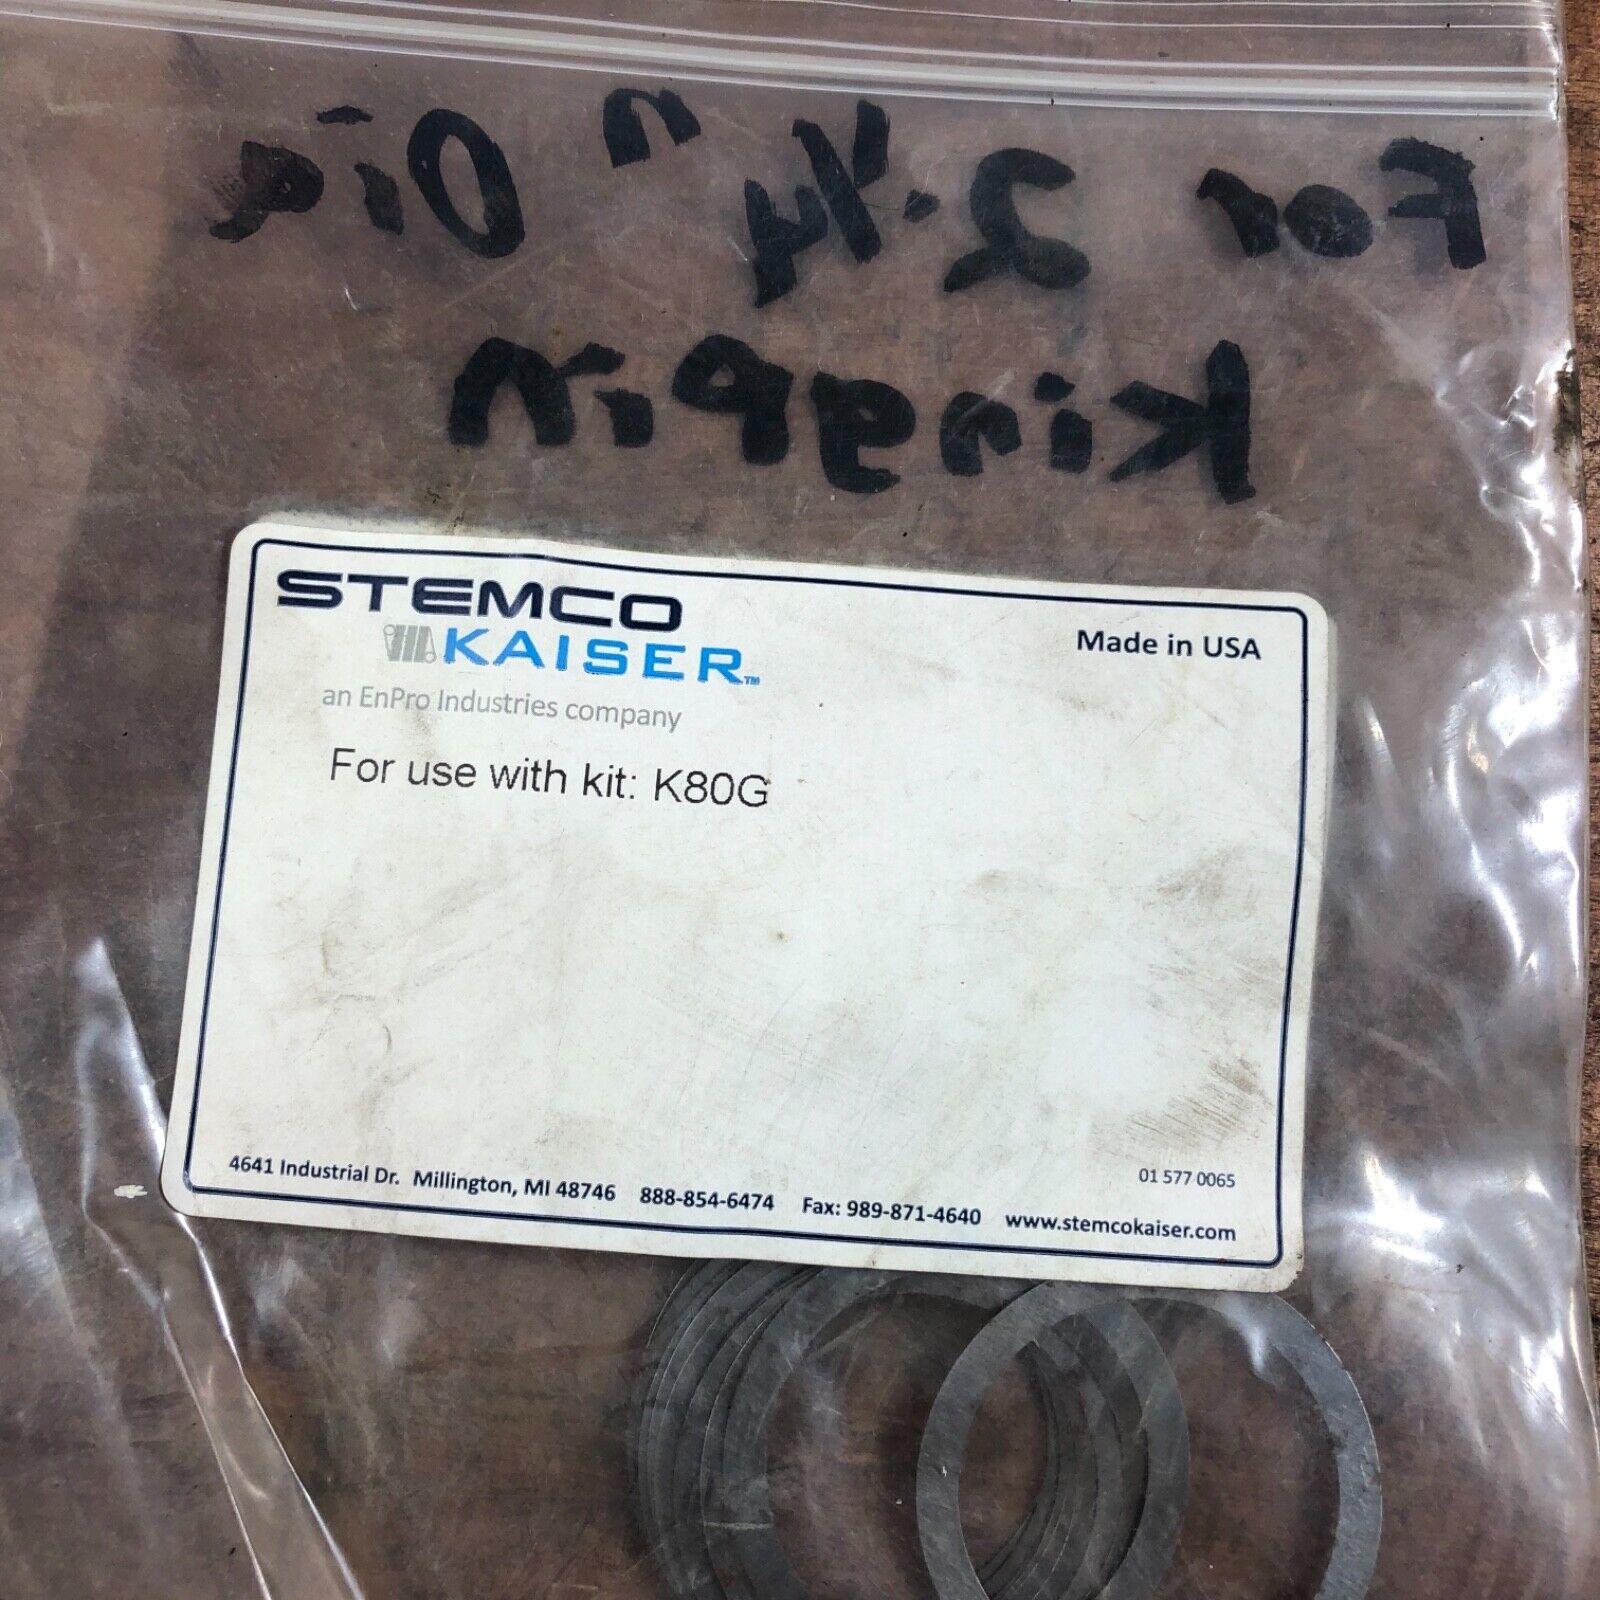 For 2-1/4" Dia
Kingpin
STEMCO
KAISER™
Made in USA
an EnPro Industries company
For use with kit: K80G
4641 Industrial Dr. Millington, MI 48746 888-854-6474 Fax: 989-871-4640 www.stemcokaiser.com
01 577 0065